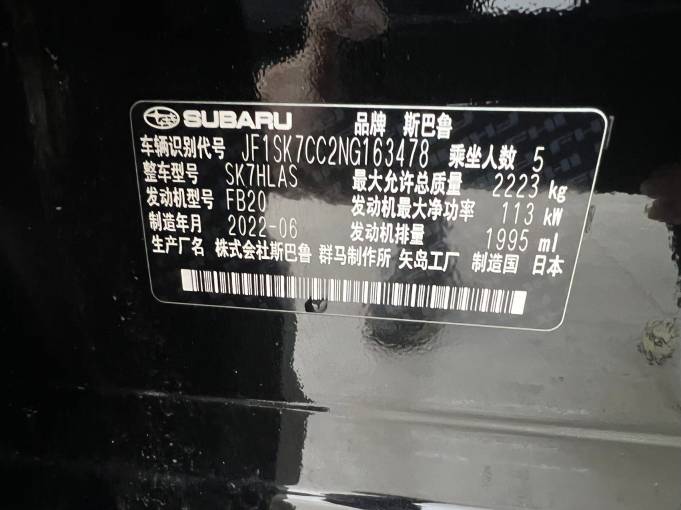 SUBARU 品牌 斯巴鲁
车辆识别代号 JF1SK7CC2NG163478 乘坐人数 5
整车型号 SK7HLAS 最大允许总质量 2223 kg
发动机型号 FB20 发动机最大净功率 113 kW
制造年月 2022-06 发动机排量 1995 ml
生产厂名 株式会社斯巴鲁 群马制作所 矢岛工厂 制造国 日本